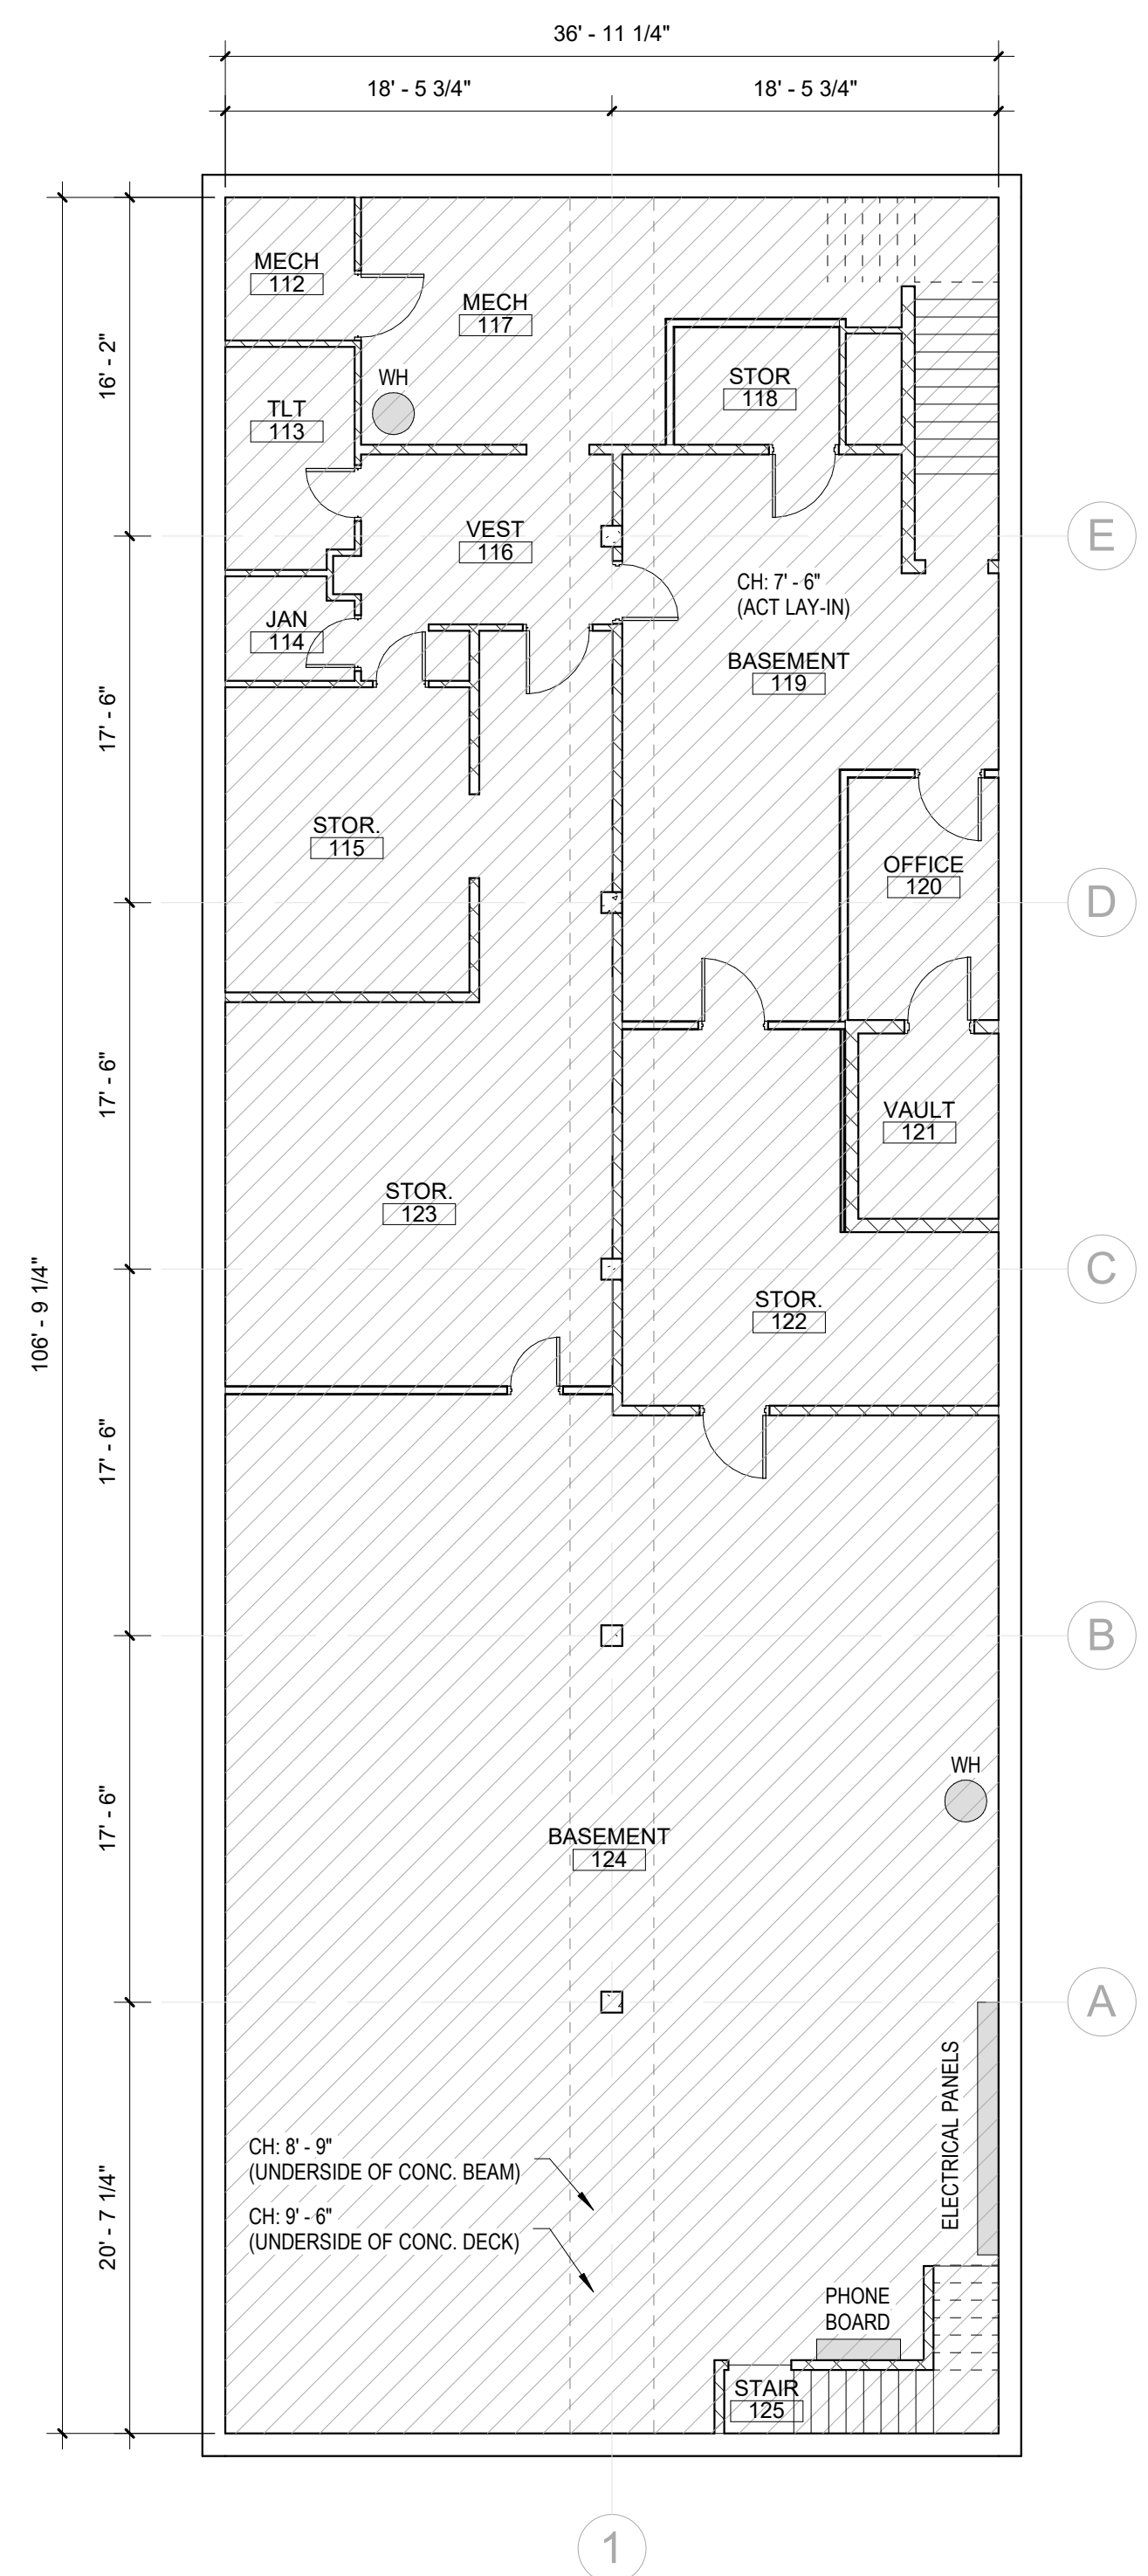 36' - 11 1/4"
18' - 5 3/4"
18' - 5 3/4"
MECH
112
MECH
117
16' - 2"
WH
STOR
118
TLT
113
VEST
116
E
CH: 7' - 6"
(ACT LAY-IN)
JAN
114
BASEMENT
119
17' - 6"
STOR.
115
OFFICE
120
D
17' - 6"
VAULT
121
STOR.
123
C
106' - 9 1/4"
STOR.
122
17' - 6"
B
WH
17' - 6"
BASEMENT
124
A
ELECTRICAL PANELS
CH: 8' - 9"
(UNDERSIDE OF CONC. BEAM)
20' - 7 1/4"
CH: 9' - 6"
(UNDERSIDE OF CONC. DECK)
PHONE
BOARD
STAIR
125
1